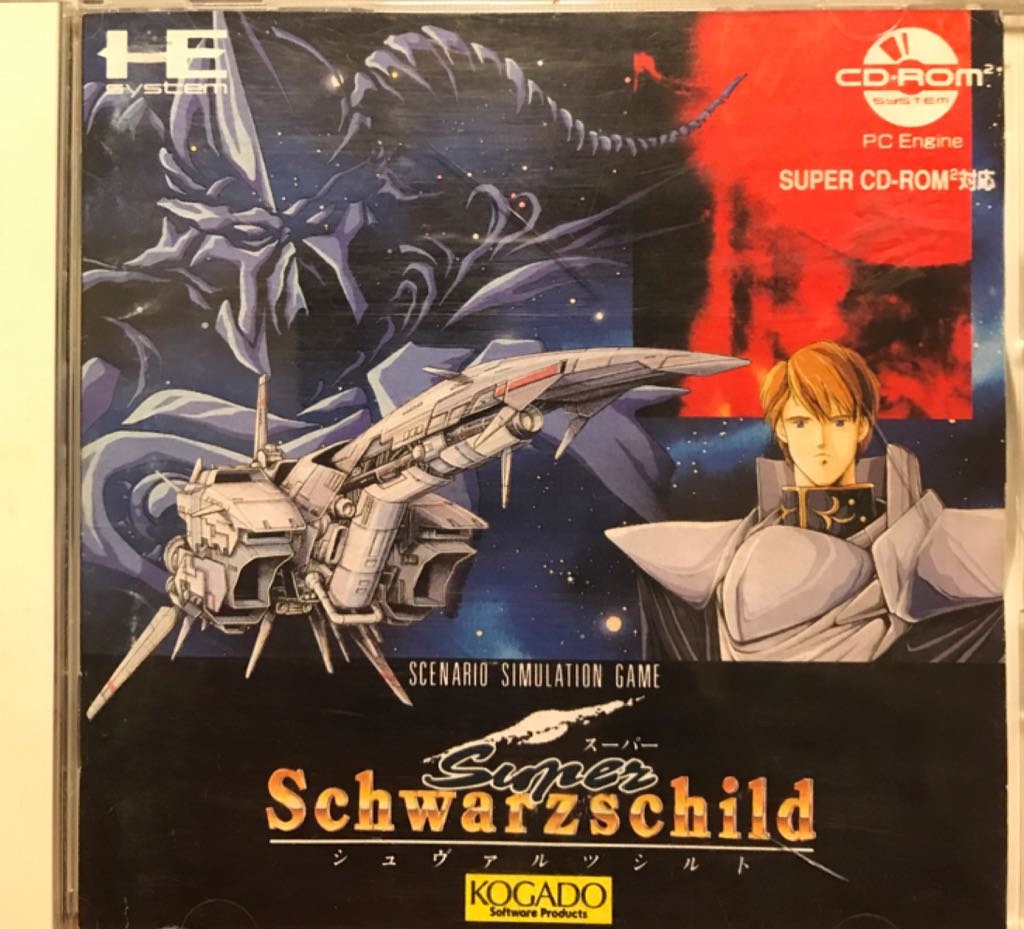 HE
system
CD-ROM²
SYSTEM
PC Engine
SUPER CD-ROM²対応
SCENARIO SIMULATION GAME
スーパー
Super
Schwarzschild
シュヴァルツシルト
KOGADO
Software Products